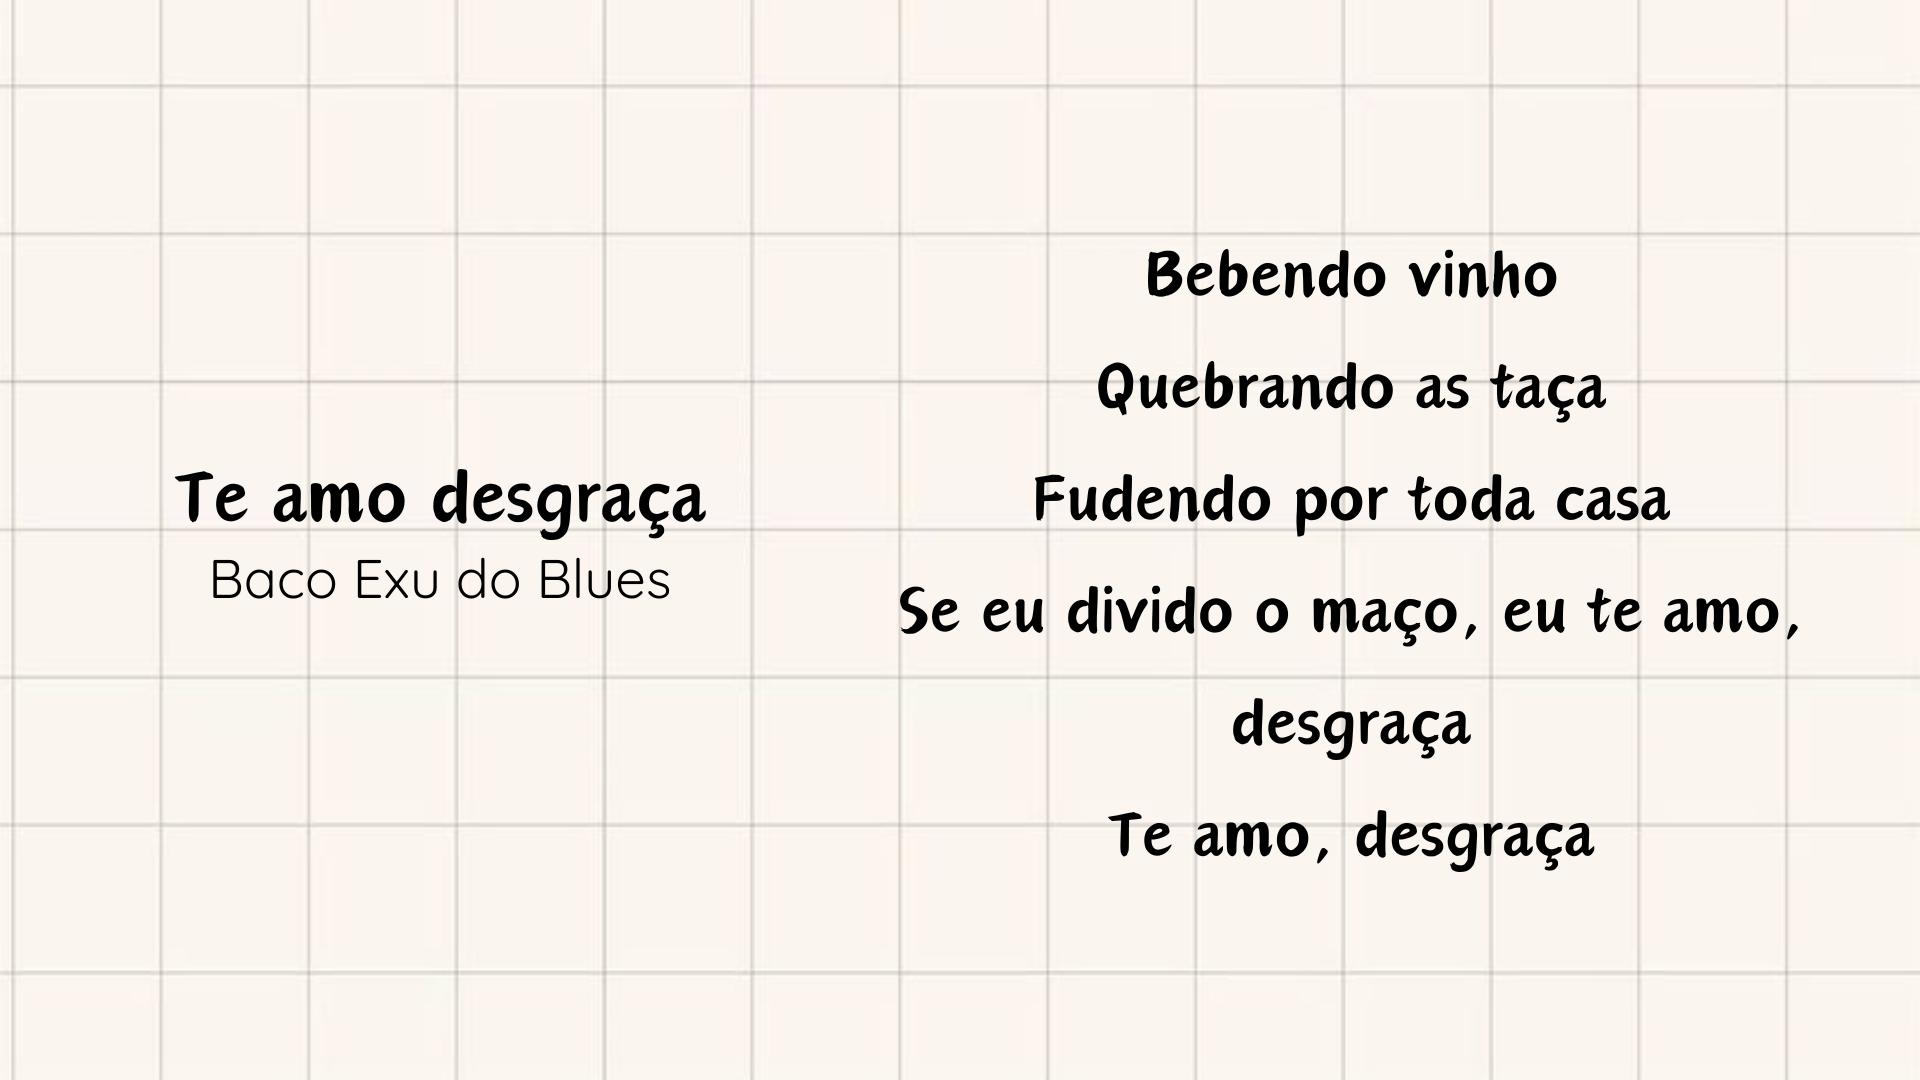 Te amo desgraça
Baco Exu do Blues
Bebendo vinho
Quebrando as taça
Fudendo por toda casa
Se eu divido o maço, eu te amo,
desgraça
Te amo, desgraça